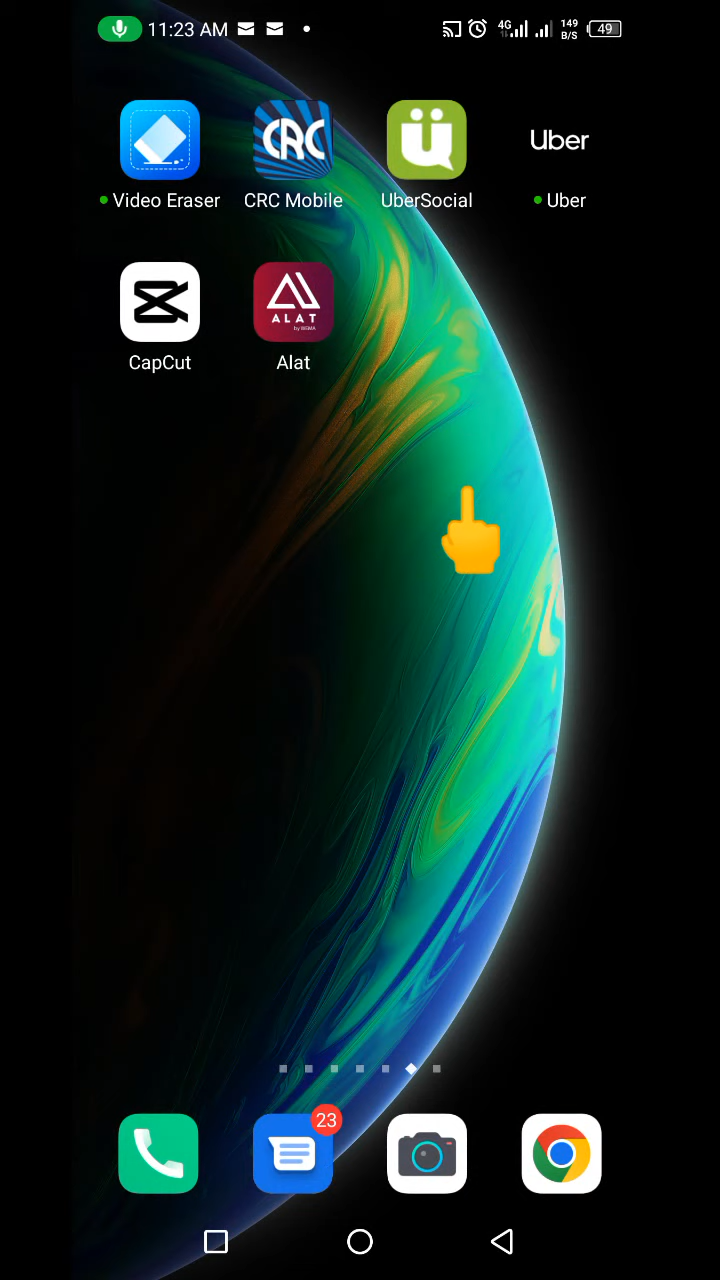 11:23 AM 4G 149 B/S 49
CRC Uber
Video Eraser CRC Mobile UberSocial Uber
ALAT
by WEMA
CapCut Alat
23